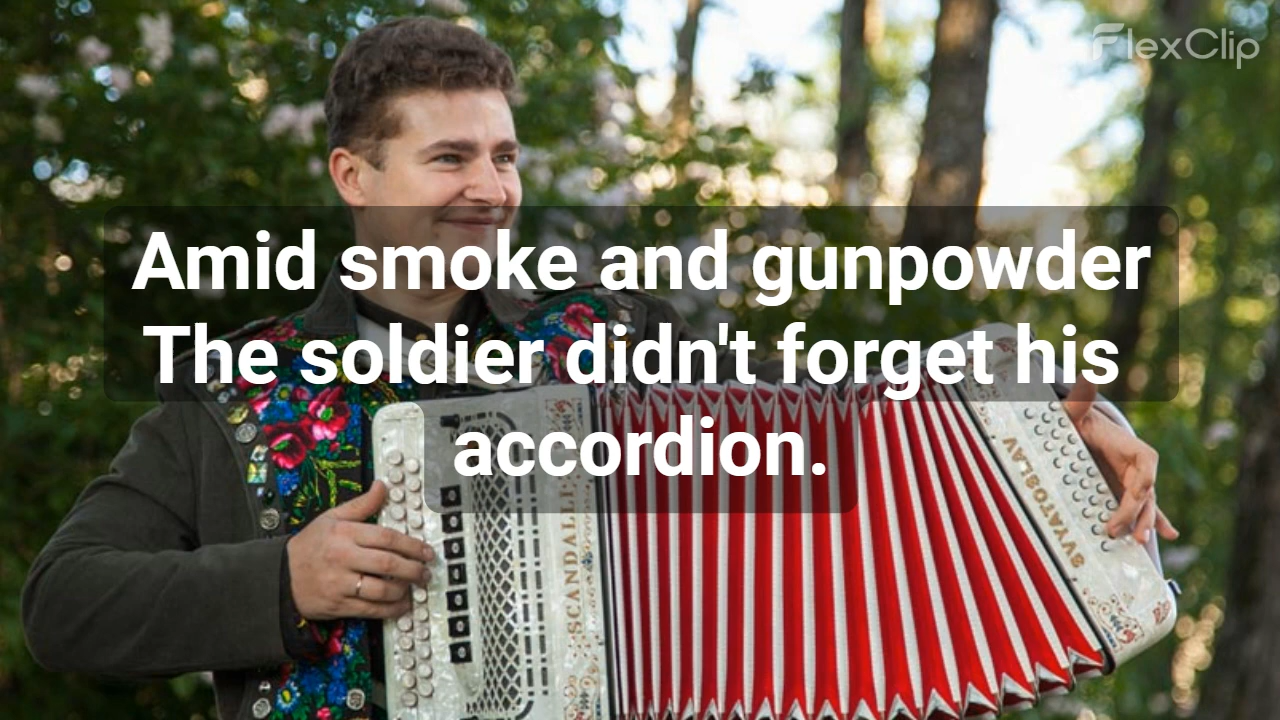 FlexClip
Amid smoke and gunpowder
The soldier didn't forget his
accordion.
SCANDALLI
SVYATOSLAV